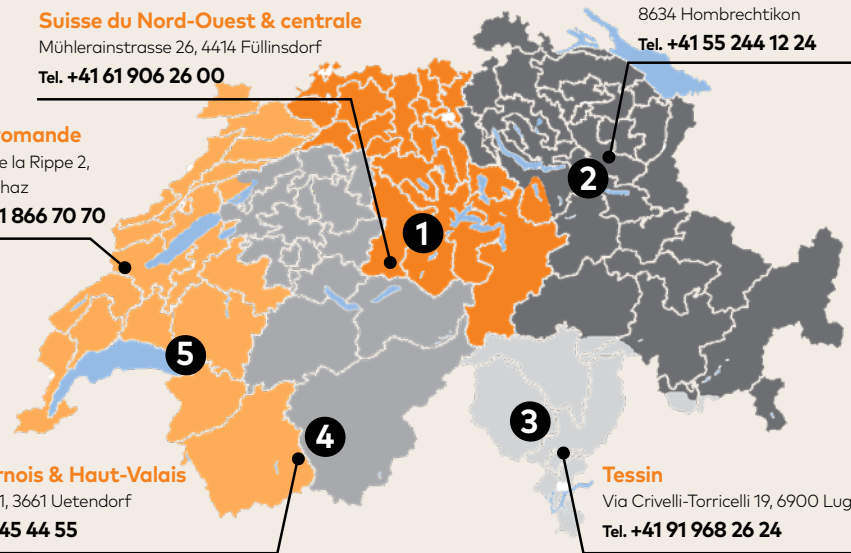 Suisse du Nord-Ouest & centrale
Mühlerainstrasse 26, 4414 Füllinsdorf
Tel. +41 61 906 26 00
8634 Hombrechtikon
Tel. +41 55 244 12 24
omande
e la Rippe 2,
haz
1 866 70 70
1
2
3
4
5
rnois & Haut-Valais
1, 3661 Uetendorf
45 44 55
Tessin
Via Crivelli-Torricelli 19, 6900 Lug
Tel. +41 91 968 26 24